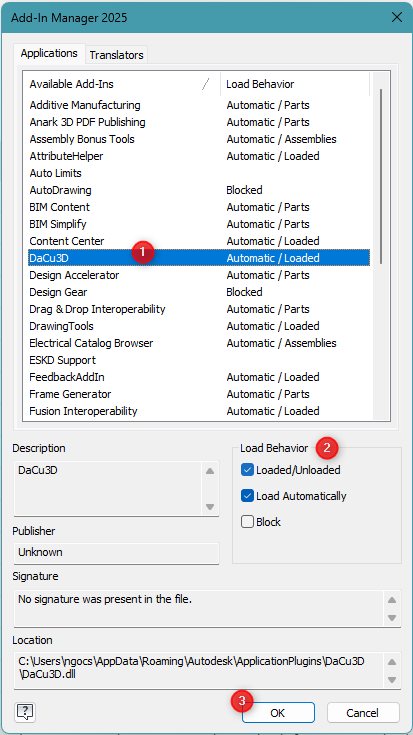 Add-In Manager 2025
Applications Translators
Available Add-Ins / Load Behavior
Additive Manufacturing Automatic / Parts
Anark 3D PDF Publishing Automatic / Parts
Assembly Bonus Tools Automatic / Assemblies
AttributeHelper Automatic / Loaded
Auto Limits
AutoDrawing Blocked
BIM Content Automatic / Parts
BIM Simplify Automatic / Parts
Content Center Automatic / Loaded
DaCu3D 1 Automatic / Loaded
Design Accelerator Automatic / Parts
Design Gear Blocked
Drag & Drop Interoperability Automatic / Parts
DrawingTools Automatic / Loaded
Electrical Catalog Browser Automatic / Assemblies
ESKD Support
FeedbackAddIn Automatic / Loaded
Frame Generator Automatic / Parts
Fusion Interoperability Automatic / Loaded
Description
DaCu3D
Load Behavior 2
Loaded/Unloaded
Load Automatically
Block
Publisher
Unknown
Signature
No signature was present in the file.
Location
C:\Users\ngocs\AppData\Roaming\Autodesk\ApplicationPlugins\DaCu3D
\DaCu3D.dll
?
3
OK Cancel